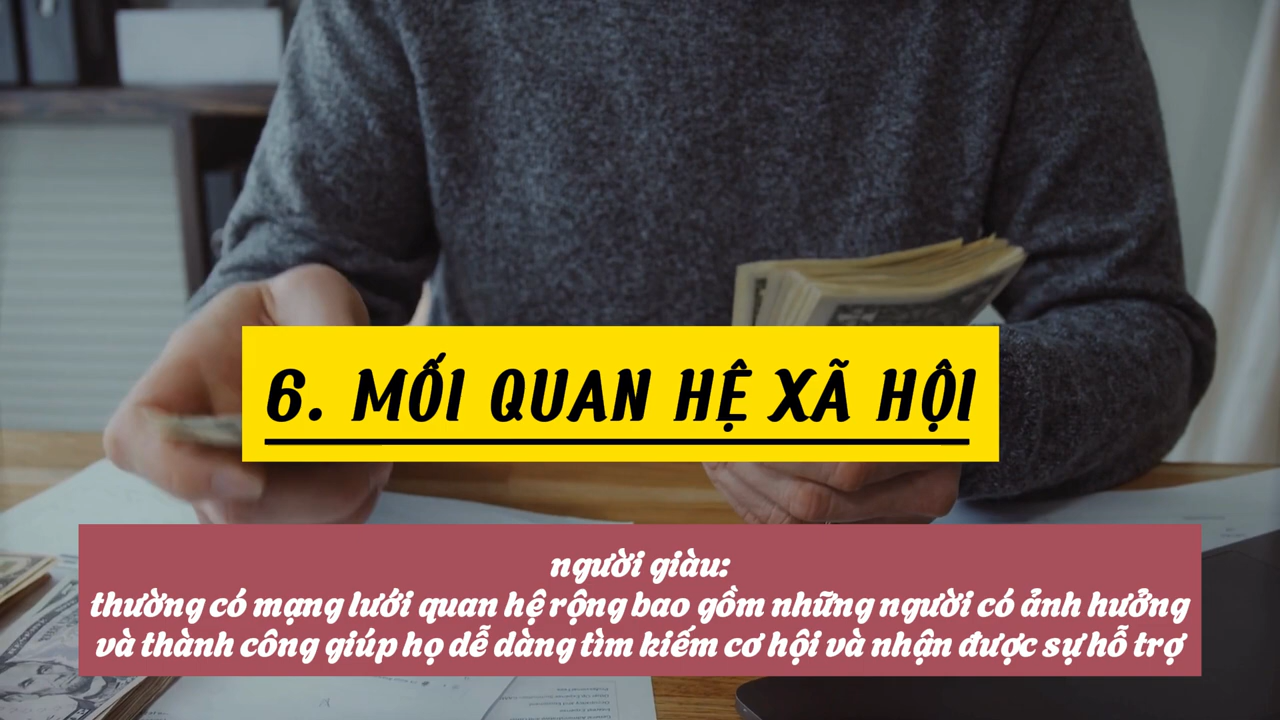 6. MỐI QUAN HỆ XÃ HỘI
người giàu:
thường có mạng lưới quan hệ rộng bao gồm những người có ảnh hưởng
và thành công giúp họ dễ dàng tìm kiếm cơ hội và nhận được sự hỗ trợ